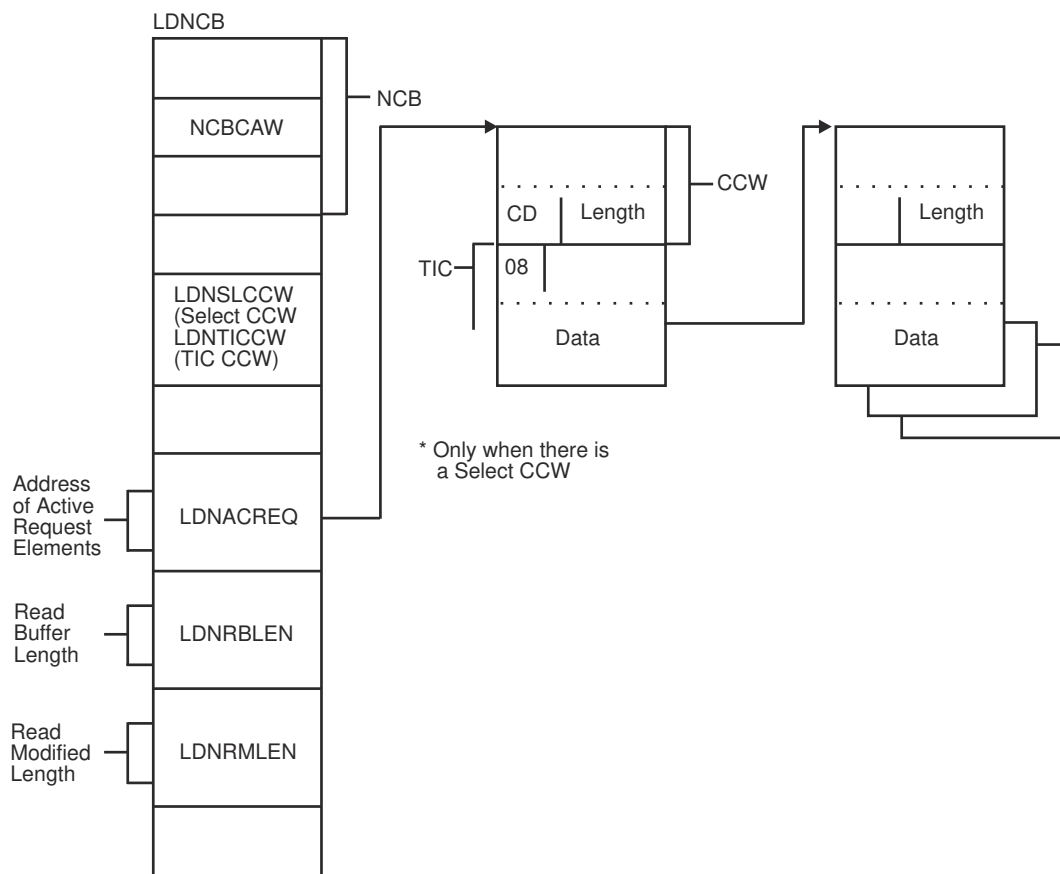 LDNCB
NCB
NCBCAW
CCW
CD
Length
Length
TIC
08
LDNSLCCW
(Select CCW
LDNTICCW
(TIC CCW)
Data
Data
* Only when there is
a Select CCW
Address
of Active
Request
Elements
LDNACREQ
Read
Buffer
Length
LDNRBLEN
Read
Modified
Length
LDNRMLEN